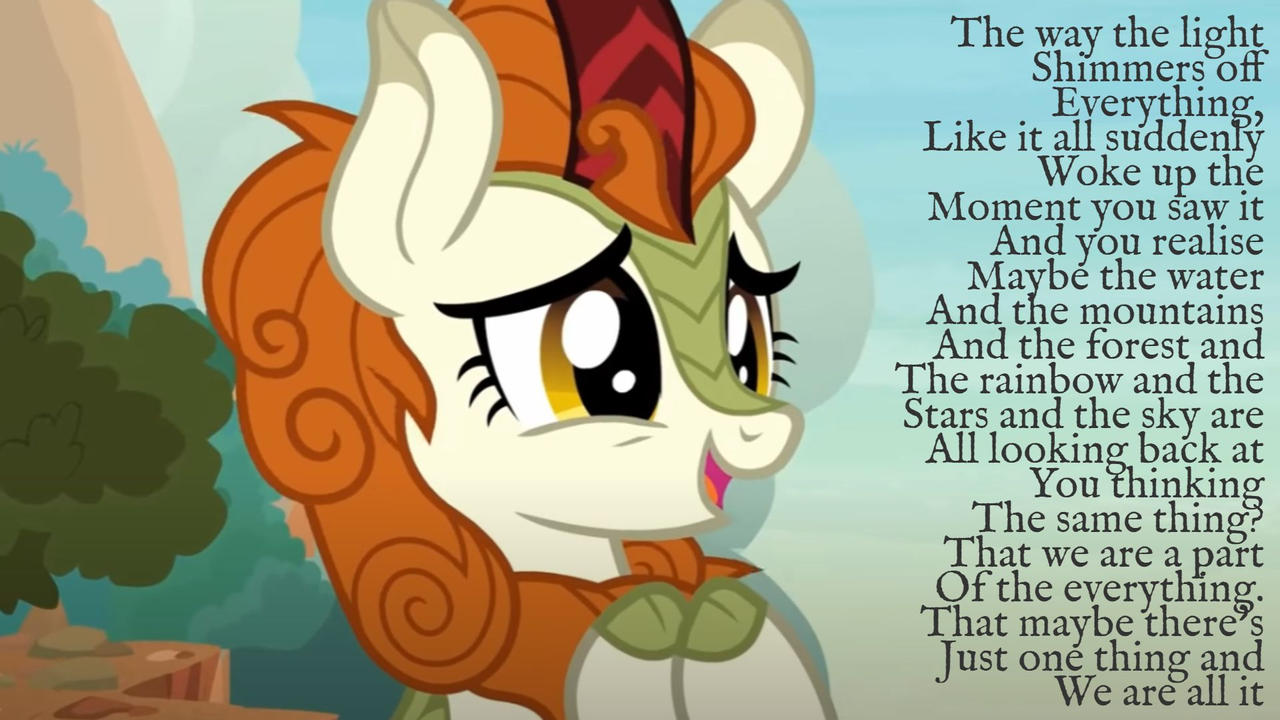 The way the light
Shimmers off
Everything,
Like it all suddenly
Woke up the
Moment you saw it
And you realise
Maybe the water
And the mountains
And the forest and
The rainbow and the
Stars and the sky are
All looking back at
You thinking
The same thing?
That we are a part
Of the everything.
That maybe there's
Just one thing and
We are all it